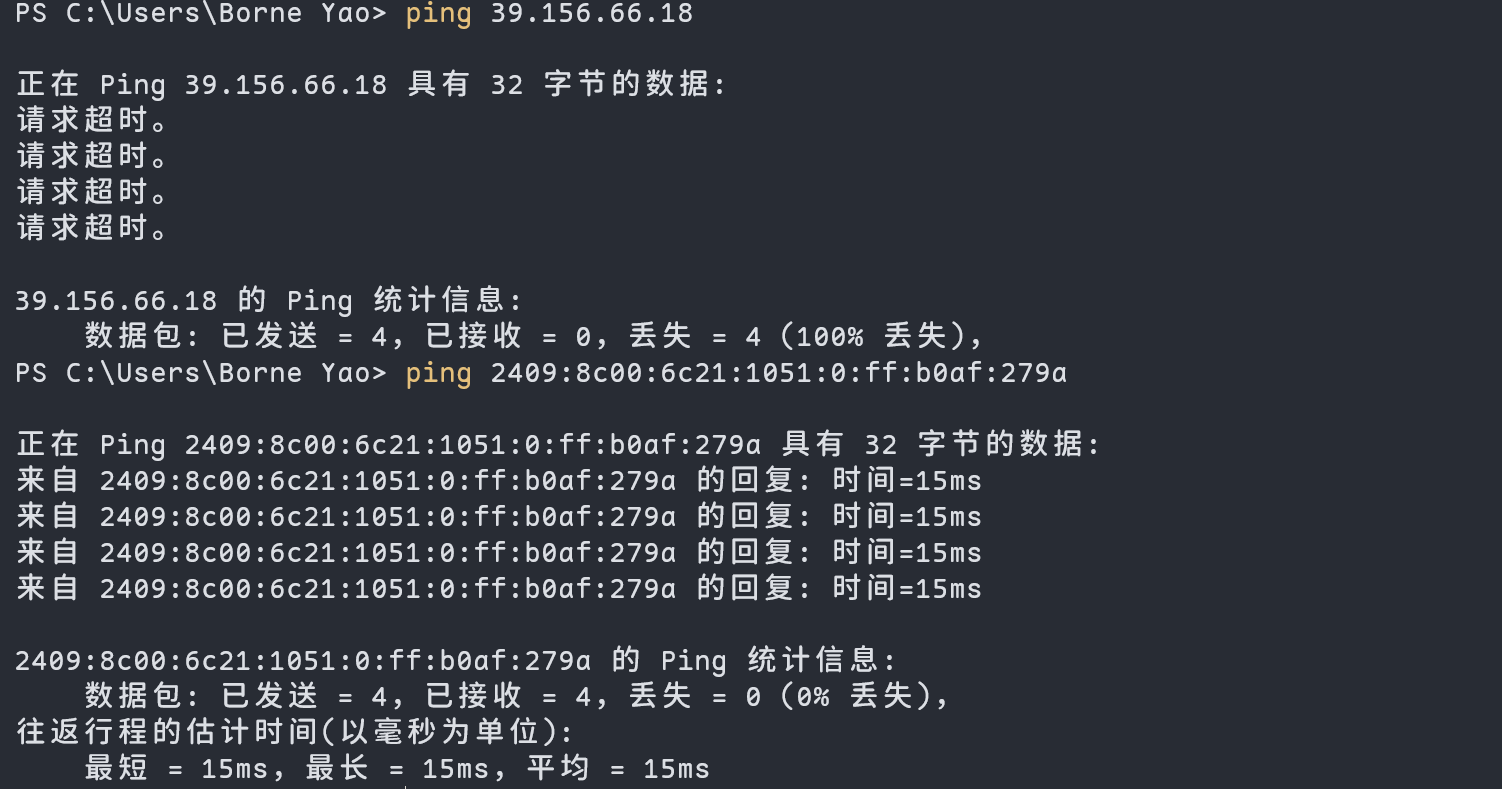 PS C:\Users\Borne Yao> ping 39.156.66.18
正在 Ping 39.156.66.18 具有 32 字节的数据:
请求超时。
请求超时。
请求超时。
请求超时。
39.156.66.18 的 Ping 统计信息:
数据包: 已发送 = 4, 已接收 = 0, 丢失 = 4 (100% 丢失),
PS C:\Users\Borne Yao> ping 2409:8c00:6c21:1051:0:ff:b0af:279a
正在 Ping 2409:8c00:6c21:1051:0:ff:b0af:279a 具有 32 字节的数据:
来自 2409:8c00:6c21:1051:0:ff:b0af:279a 的回复: 时间=15ms
来自 2409:8c00:6c21:1051:0:ff:b0af:279a 的回复: 时间=15ms
来自 2409:8c00:6c21:1051:0:ff:b0af:279a 的回复: 时间=15ms
来自 2409:8c00:6c21:1051:0:ff:b0af:279a 的回复: 时间=15ms
2409:8c00:6c21:1051:0:ff:b0af:279a 的 Ping 统计信息:
数据包: 已发送 = 4, 已接收 = 4, 丢失 = 0 (0% 丢失),
往返行程的估计时间(以毫秒为单位):
最短 = 15ms, 最长 = 15ms, 平均 = 15ms